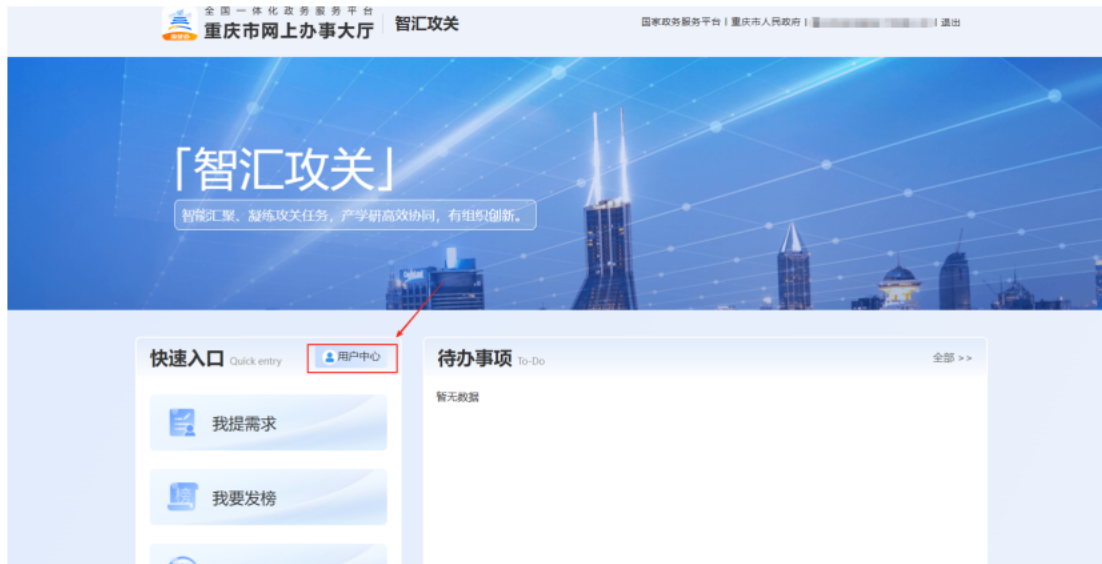 全国一体化政务服务平台
重庆市网上办事大厅
智汇攻关
国家政务服务平台 | 重庆市人民政府 |
| 退出
「智汇攻关」
智能汇聚、凝练攻关任务，产学研高效协同，有组织创新。
快速入口 Quick entry
用户中心
待办事项 To-Do
全部 >>
暂无数据
我提需求
榜
我要发榜